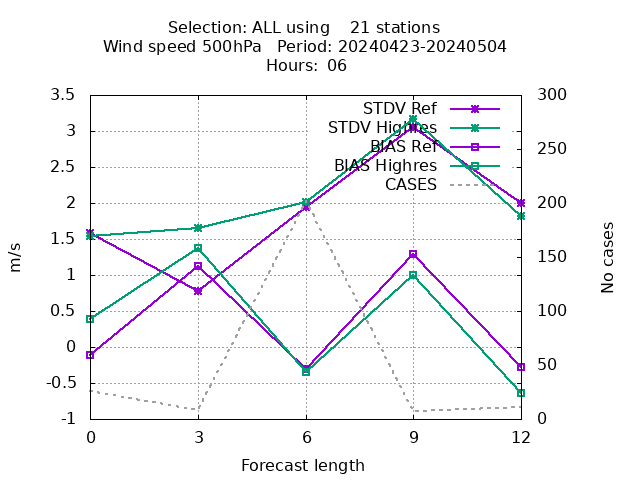 Selection: ALL using    21 stations
Wind speed 500hPa   Period: 20240423-20240504
Hours: 06
3.5
3
2.5
2
1.5
1
0.5
0
-0.5
-1
300
250
200
150
100
50
0
0
3
6
9
12
m/s
No cases
Forecast length
STDV Ref
STDV Highres
BIAS Ref
BIAS Highres
CASES